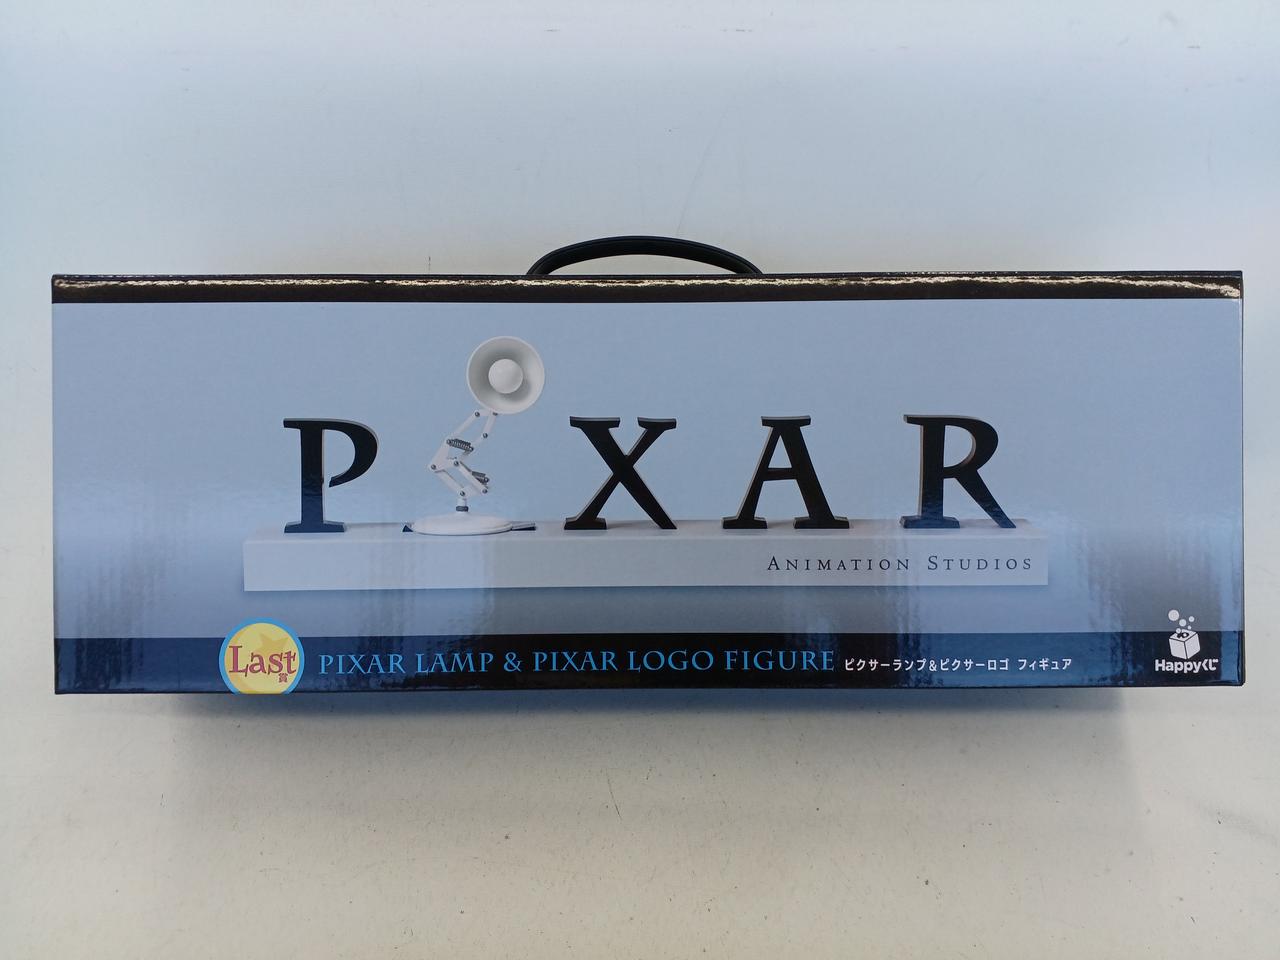 P XAR
ANIMATION STUDIOS
Last賞
PIXAR LAMP & PIXAR LOGO FIGURE ピクサーランプ&ピクサーロゴ フィギュア
Happyくじ